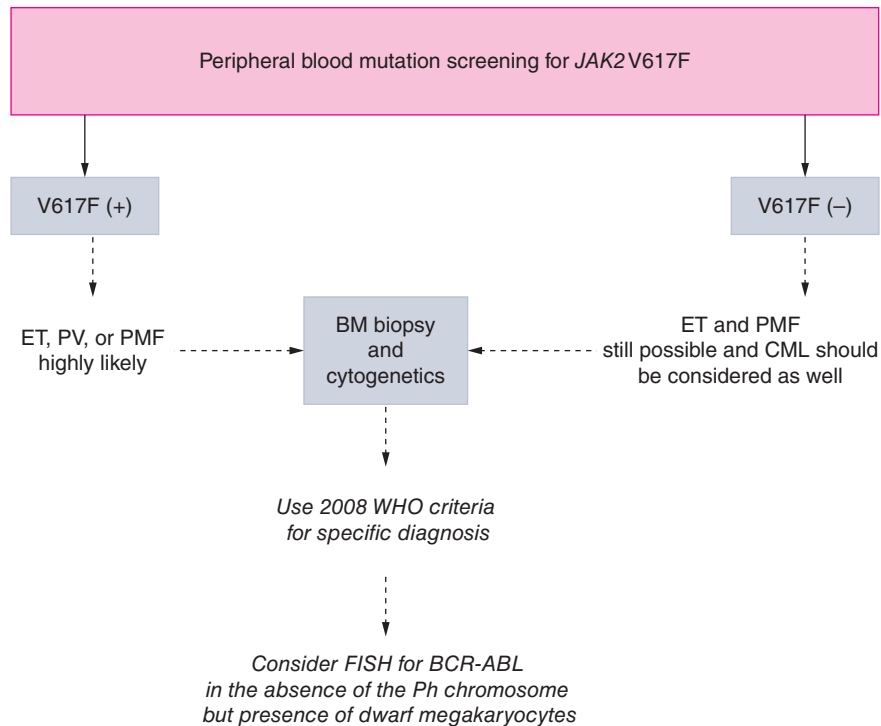 Peripheral blood mutation screening for JAK2 V617F
V617F (+)
V617F (–)
ET, PV, or PMF
highly likely
BM biopsy
and
cytogenetics
ET and PMF
still possible and CML should
be considered as well
Use 2008 WHO criteria
for specific diagnosis
Consider FISH for BCR-ABL
in the absence of the Ph chromosome
but presence of dwarf megakaryocytes